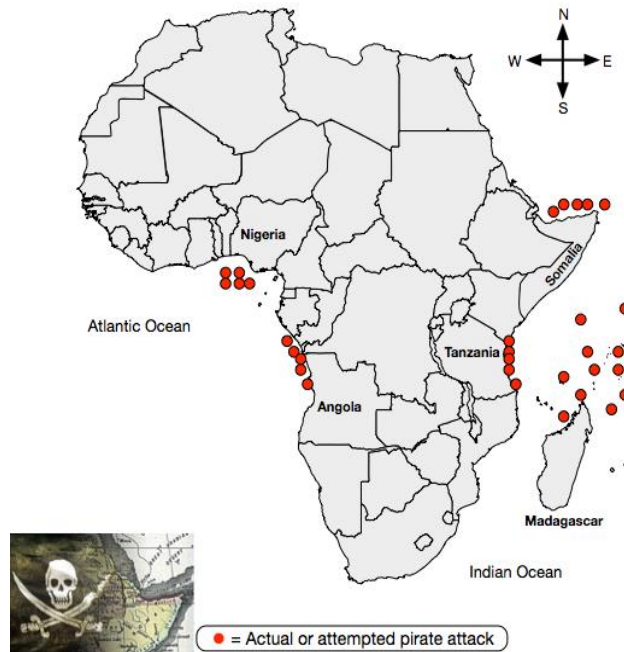 N
W E
S
Nigeria
Somalia
Atlantic Ocean
Tanzania
Angola
Madagascar
Indian Ocean
= Actual or attempted pirate attack